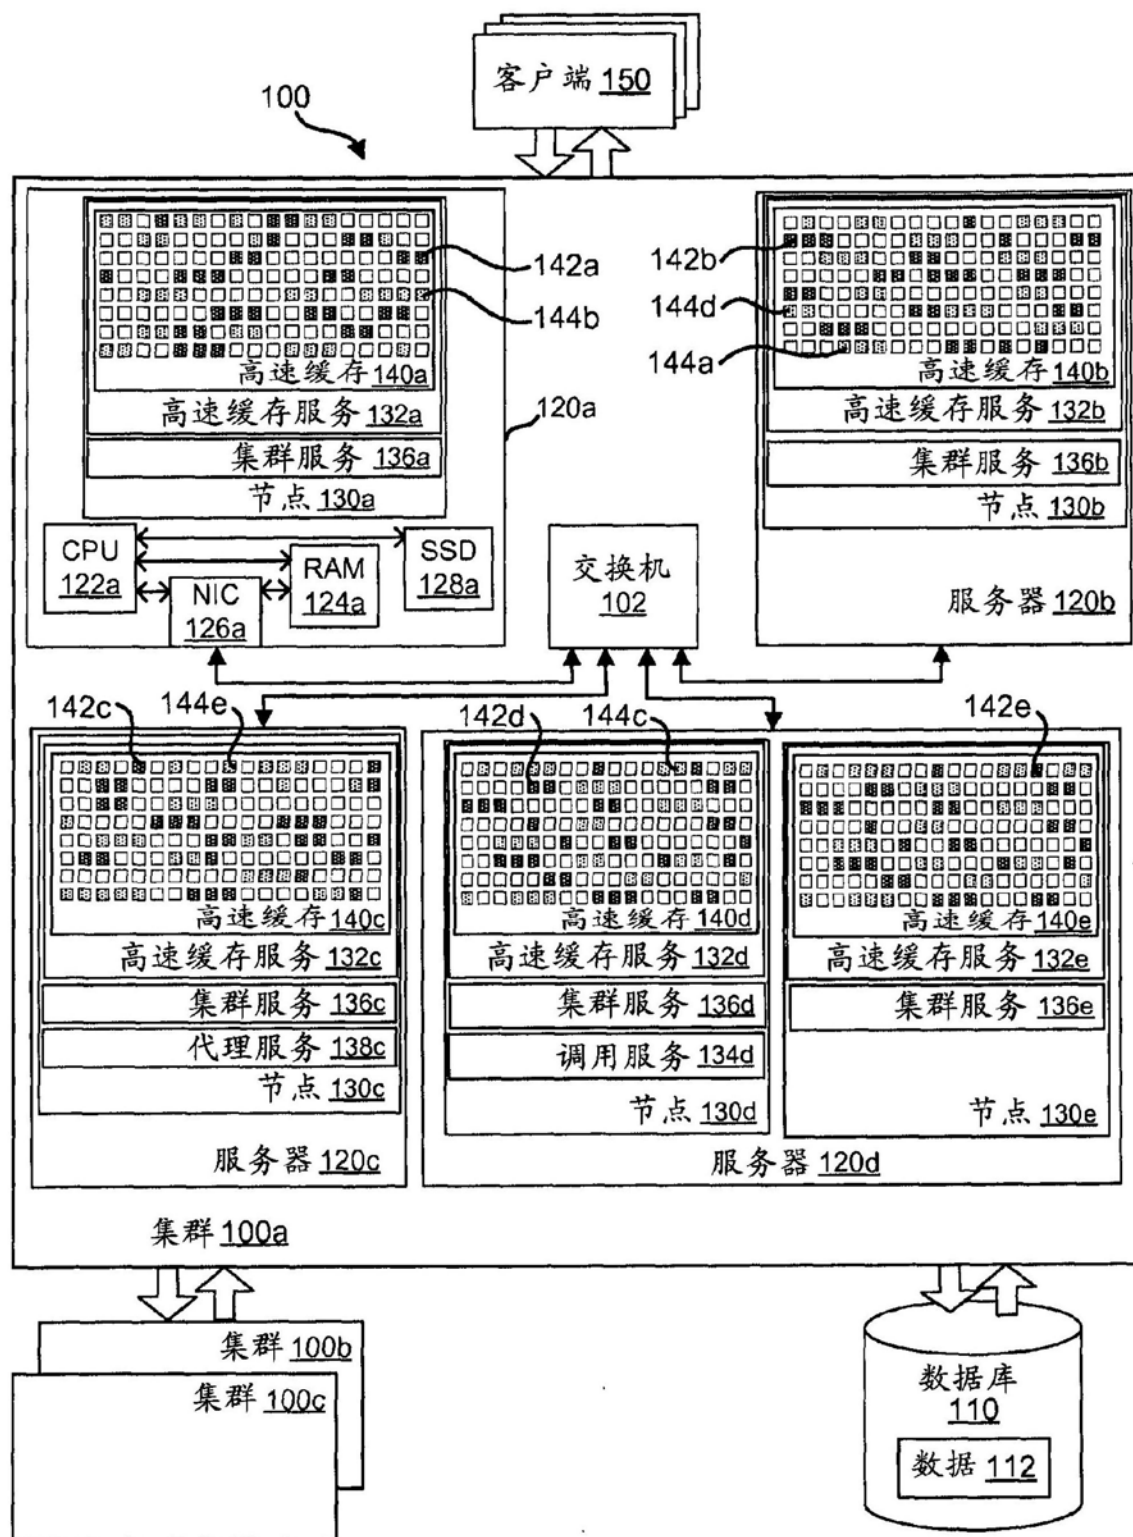 客户端 150
100
142a
144b
142b
144d
144a
高速缓存 140a
高速缓存服务 132a
集群服务 136a
节点 130a
120a
高速缓存 140b
高速缓存服务 132b
集群服务 136b
节点 130b
服务器 120b
CPU
122a
NIC
126a
RAM
124a
SSD
128a
交换机
102
142c
144e
142d
144c
142e
高速缓存 140c
高速缓存服务 132c
集群服务 136c
代理服务 138c
节点 130c
服务器 120c
高速缓存 140d
高速缓存服务 132d
集群服务 136d
调用服务 134d
节点 130d
高速缓存 140e
高速缓存服务 132e
集群服务 136e
节点 130e
服务器 120d
集群 100a
集群 100b
集群 100c
数据库
110
数据 112